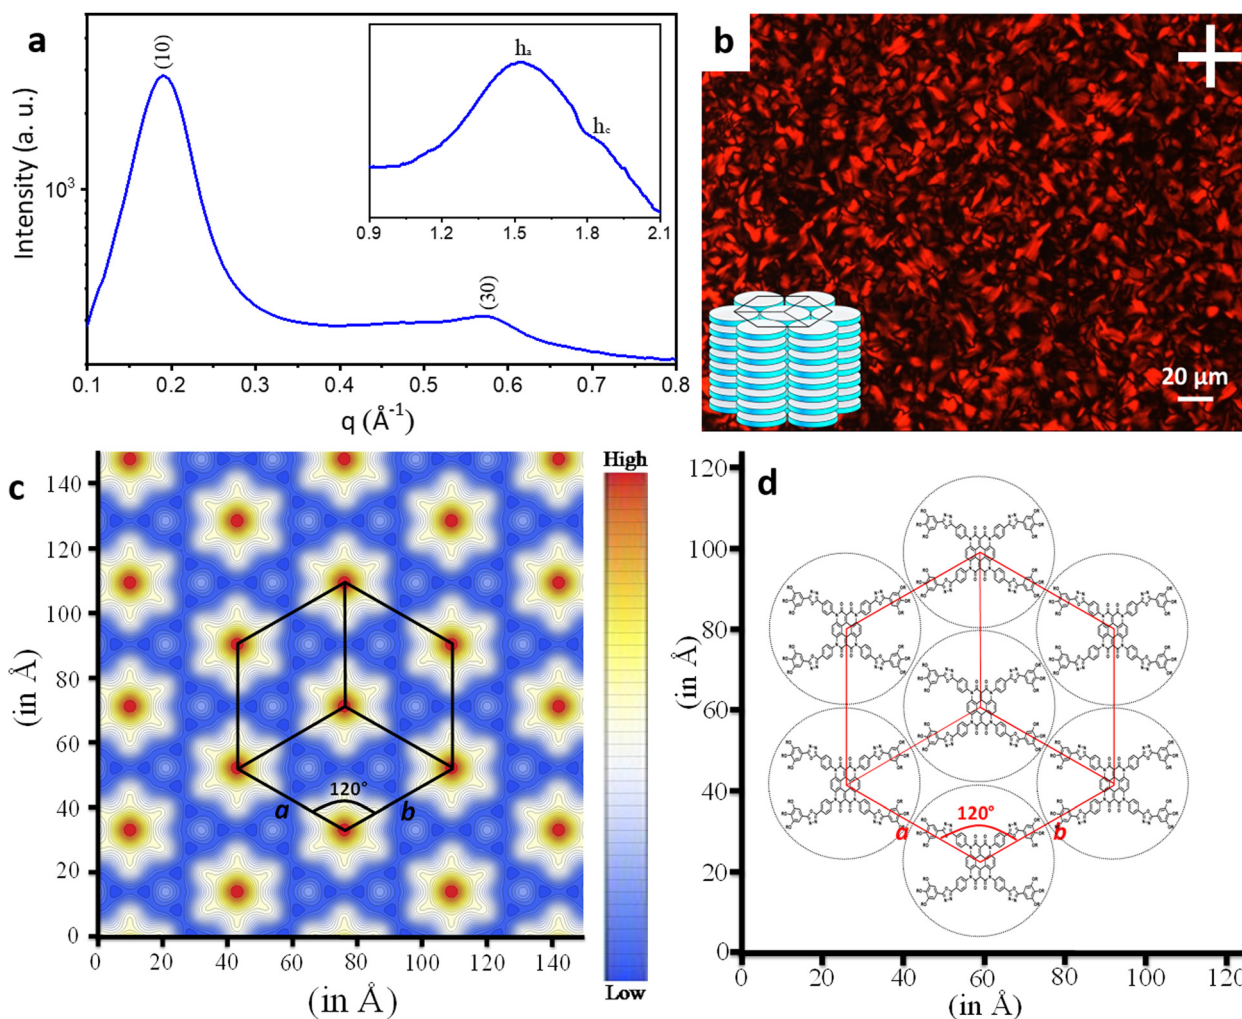 a
Intensity (a. u.)
10³
(10)
(30)
hₐ
h꜀
0.9 1.2 1.5 1.8 2.1
0.1 0.2 0.3 0.4 0.5 0.6 0.7 0.8
q (Å⁻¹)
b
20 μm
c
(in Å)
140
120
100
80
60
40
20
0
120°
a
b
0 20 40 60 80 100 120 140
(in Å)
High
Low
d
(in Å)
120
100
80
60
40
20
0
120°
a
b
0 20 40 60 80 100 120
(in Å)